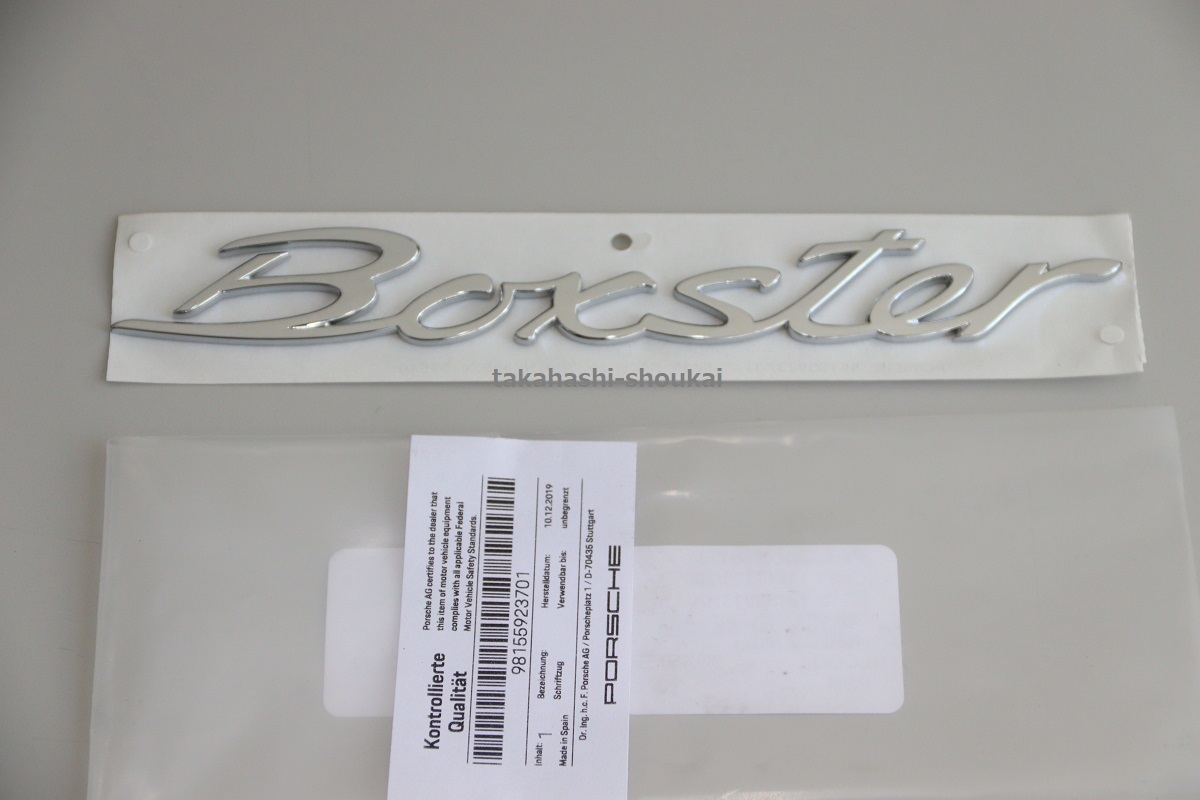 Boxster
takahashi-shoukai
Kontrollierte
Qualität
Porsche AG certifies to the dealer that
this item of motor vehicle equipment
complies with all applicable Federal
Motor Vehicle Safety Standards.
98155923701
Inhalt: 1 Bezeichnung: Herstelldatum: 10.12.2019
Made in Spain Schriftzug Verwendbar bis: unbegrenzt
Dr. Ing. h.c. F. Porsche AG / Porscheplatz 1 / D-70435 Stuttgart
PORSCHE